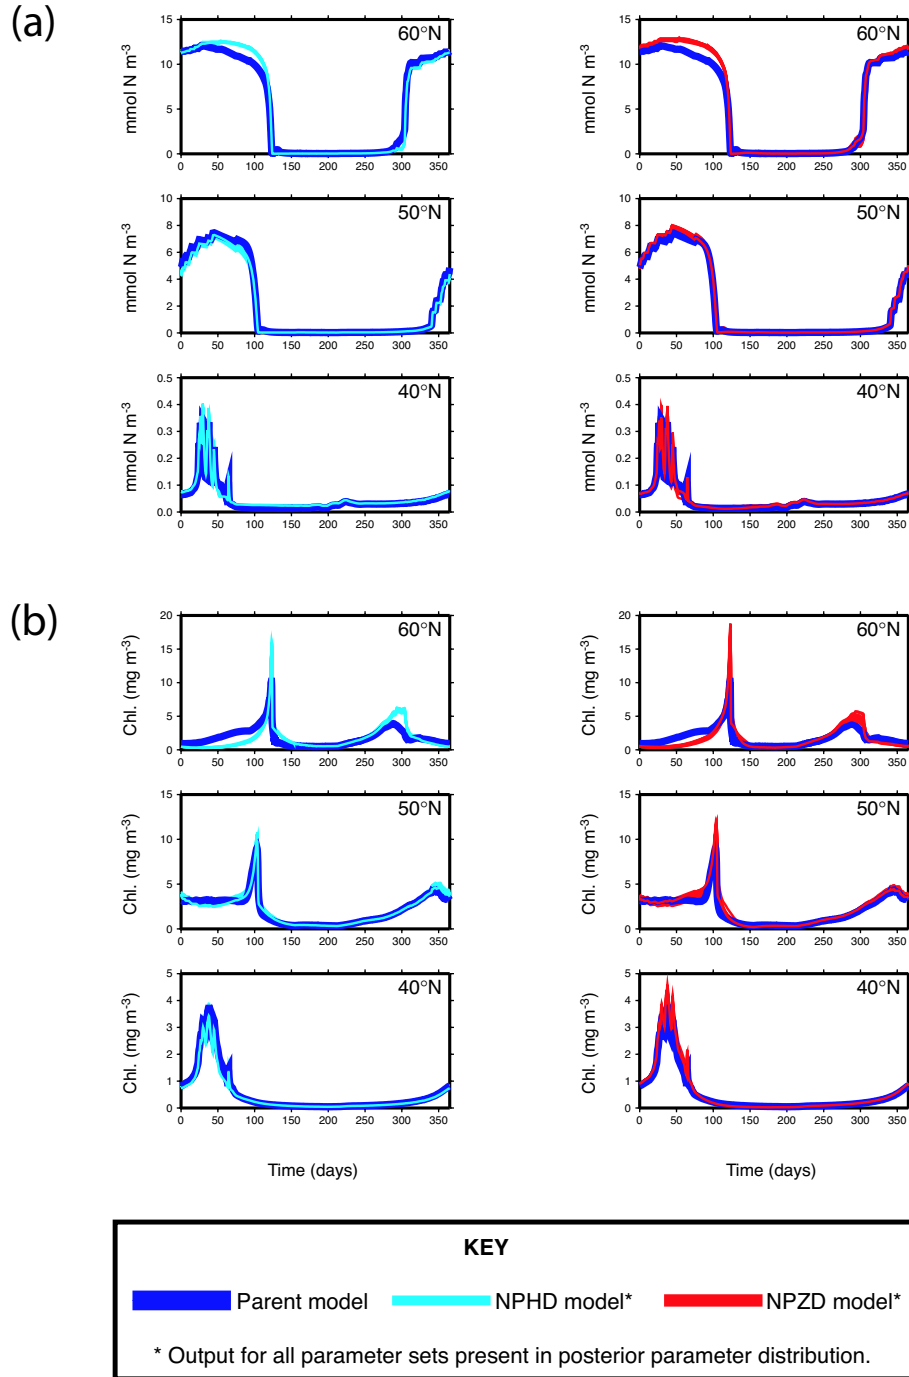 (a)
60°N
mmol N m-3
15
10
5
0
0 50 100 150 200 250 300 350
60°N
mmol N m-3
15
10
5
0
0 50 100 150 200 250 300 350
50°N
mmol N m-3
10
8
6
4
2
0
0 50 100 150 200 250 300 350
50°N
mmol N m-3
10
8
6
4
2
0
0 50 100 150 200 250 300 350
40°N
mmol N m-3
0.5
0.4
0.3
0.2
0.1
0.0
0 50 100 150 200 250 300 350
40°N
mmol N m-3
0.5
0.4
0.3
0.2
0.1
0.0
0 50 100 150 200 250 300 350
(b)
60°N
Chl. (mg m-3)
20
15
10
5
0
0 50 100 150 200 250 300 350
60°N
Chl. (mg m-3)
20
15
10
5
0
0 50 100 150 200 250 300 350
50°N
Chl. (mg m-3)
15
10
5
0
0 50 100 150 200 250 300 350
50°N
Chl. (mg m-3)
15
10
5
0
0 50 100 150 200 250 300 350
40°N
Chl. (mg m-3)
5
4
3
2
1
0
0 50 100 150 200 250 300 350
40°N
Chl. (mg m-3)
5
4
3
2
1
0
0 50 100 150 200 250 300 350
Time (days)
Time (days)
KEY
Parent model NPHD model* NPZD model*
* Output for all parameter sets present in posterior parameter distribution.